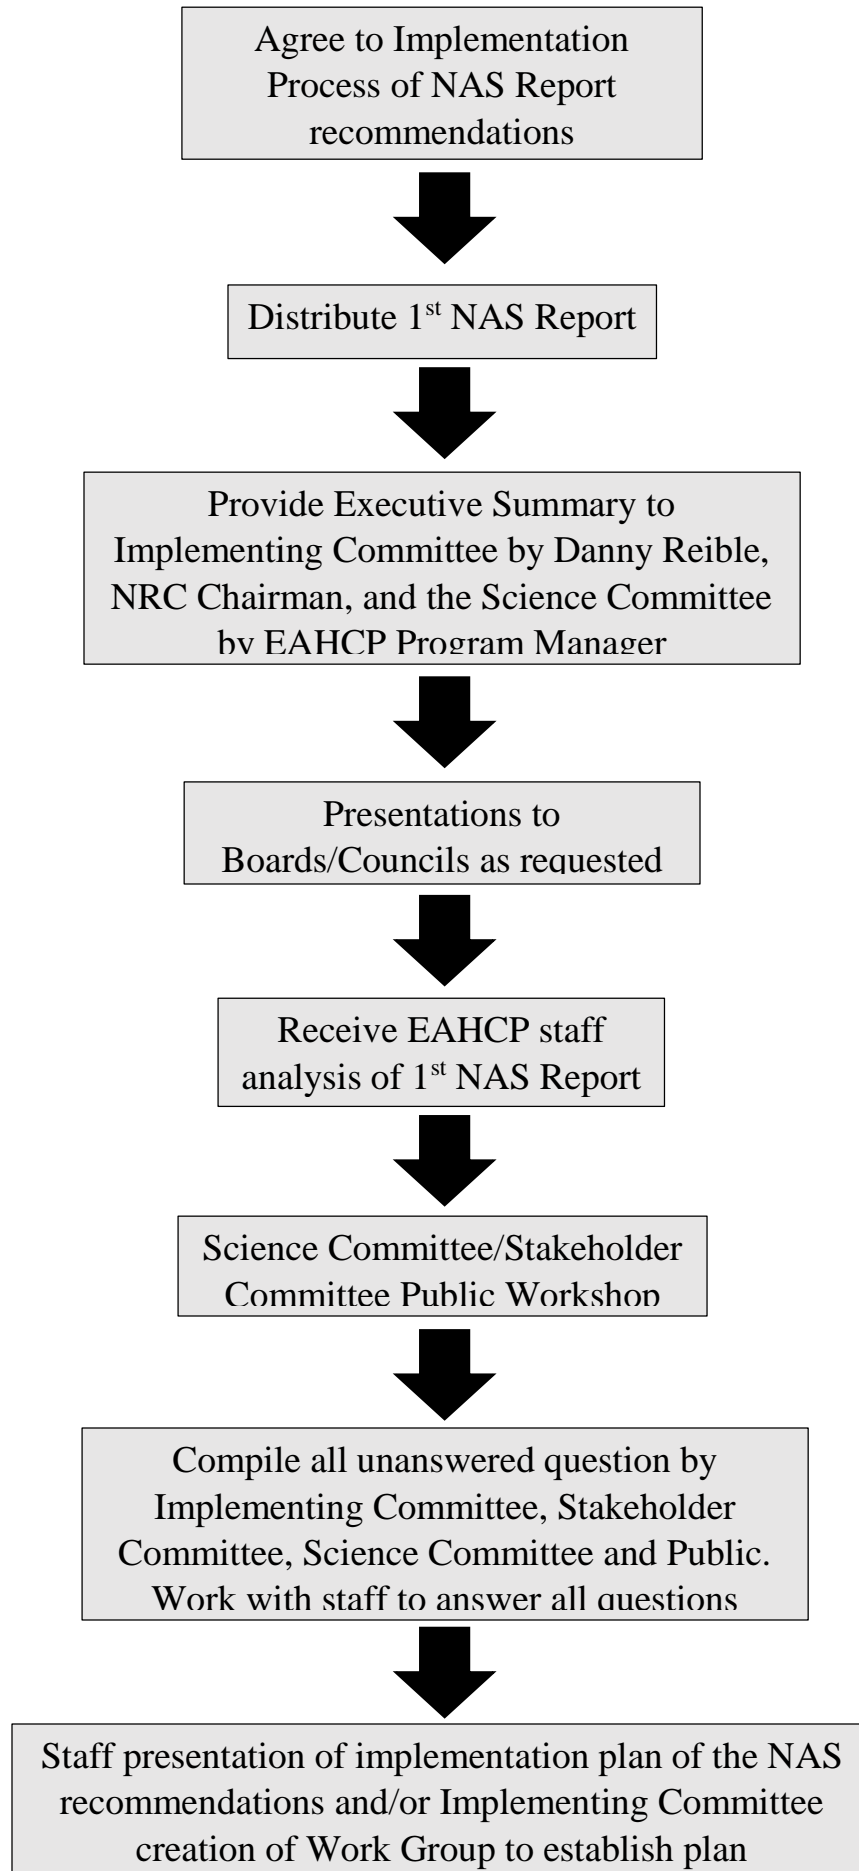 Agree to Implementation
Process of NAS Report
recommendations
Distribute 1st NAS Report
Provide Executive Summary to
Implementing Committee by Danny Reible,
NRC Chairman, and the Science Committee
by EAHCP Program Manager
Presentations to
Boards/Councils as requested
Receive EAHCP staff
analysis of 1st NAS Report
Science Committee/Stakeholder
Committee Public Workshop
Compile all unanswered question by
Implementing Committee, Stakeholder
Committee, Science Committee and Public.
Work with staff to answer all questions
Staff presentation of implementation plan of the NAS
recommendations and/or Implementing Committee
creation of Work Group to establish plan